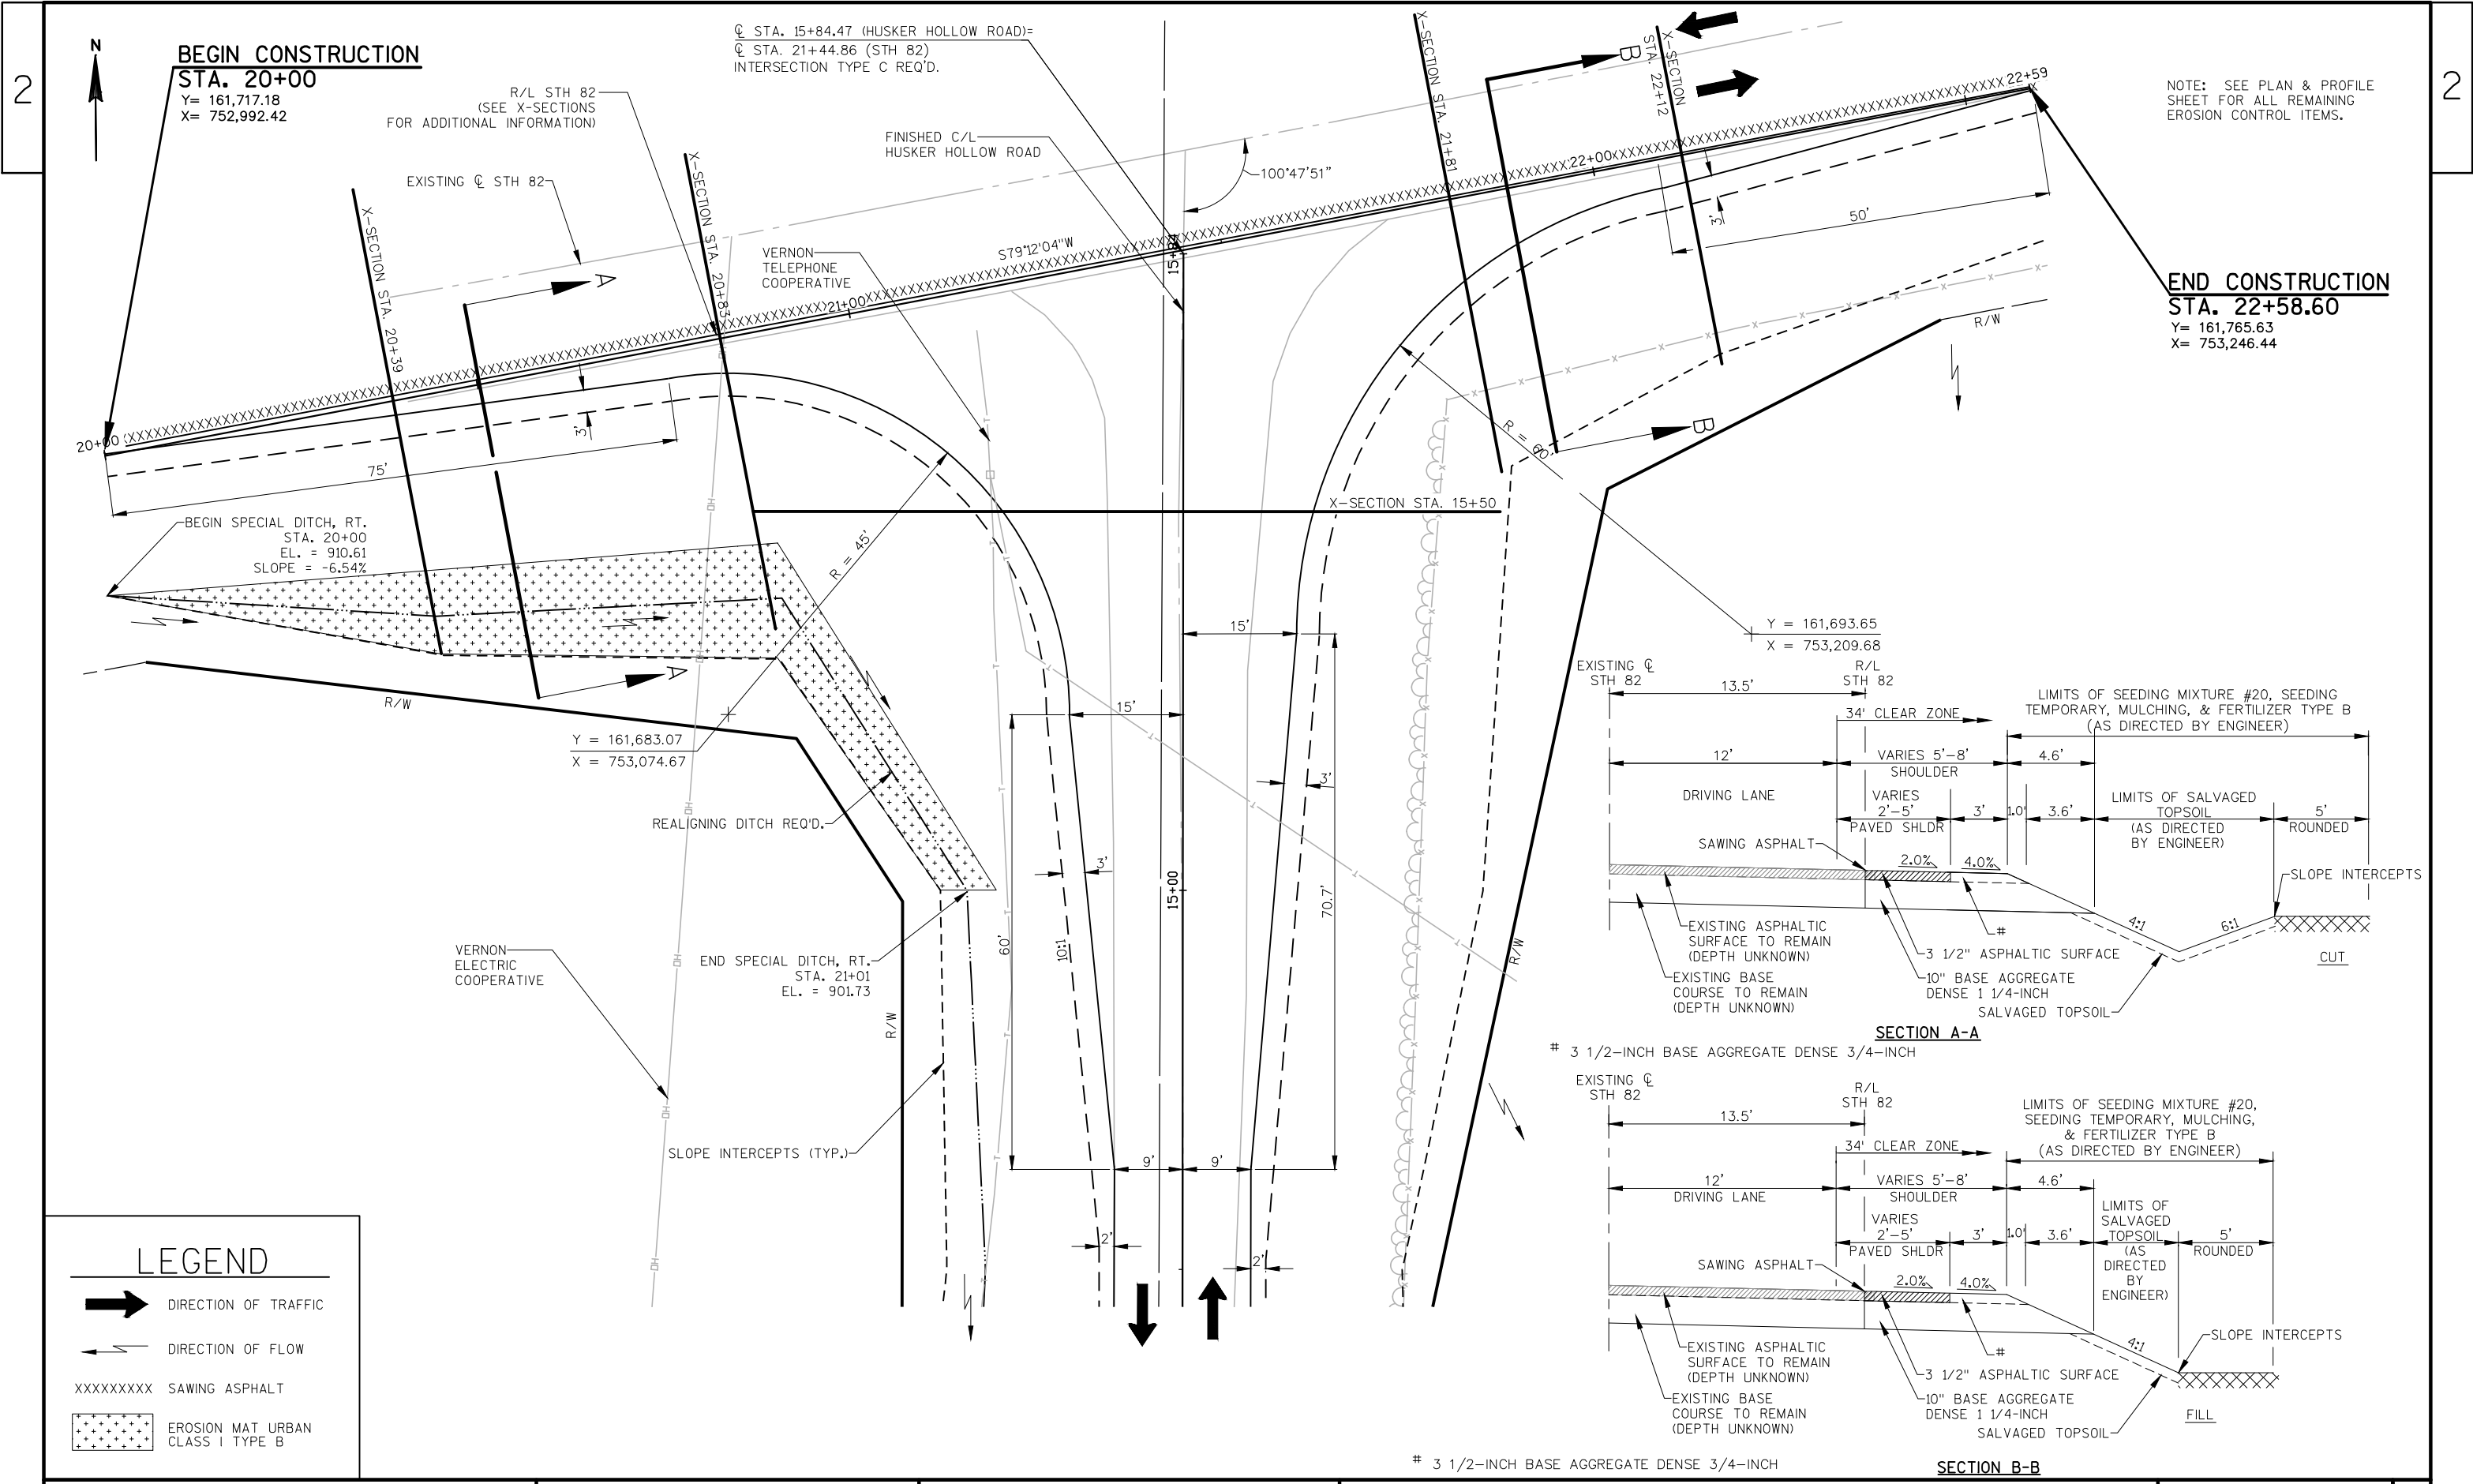 2
N
BEGIN CONSTRUCTION
STA. 20+00
Y= 161,717.18
X= 752,992.42
R/L STH 82
(SEE X-SECTIONS
FOR ADDITIONAL INFORMATION)
EXISTING ℄ STH 82
℄ STA. 15+84.47 (HUSKER HOLLOW ROAD)=
℄ STA. 21+44.86 (STH 82)
INTERSECTION TYPE C REQ'D.
FINISHED C/L
HUSKER HOLLOW ROAD
VERNON
TELEPHONE
COOPERATIVE
100°47'51"
S79°12'04"W
X-SECTION STA. 20+39
X-SECTION STA. 20+83
X-SECTION STA. 21+81
X-SECTION
STA. 22+12
X-SECTION STA. 15+50
A
A
B
B
20+00
21+00
22+00
22+59
15+84
15+00
NOTE: SEE PLAN & PROFILE
SHEET FOR ALL REMAINING
EROSION CONTROL ITEMS.
2
END CONSTRUCTION
STA. 22+58.60
Y= 161,765.63
X= 753,246.44
R/W
50'
3'
75'
3'
R = 60'
R = 45'
BEGIN SPECIAL DITCH, RT.
STA. 20+00
EL. = 910.61
SLOPE = -6.54%
R/W
Y = 161,683.07
X = 753,074.67
Y = 161,693.65
X = 753,209.68
15'
15'
REALIGNING DITCH REQ'D.
3'
3'
10:1
60'
70.7'
VERNON
ELECTRIC
COOPERATIVE
END SPECIAL DITCH, RT.
STA. 21+01
EL. = 901.73
R/W
R/W
SLOPE INTERCEPTS (TYP.)
9'
9'
2'
2'
LEGEND
DIRECTION OF TRAFFIC
DIRECTION OF FLOW
XXXXXXXXX SAWING ASPHALT
EROSION MAT URBAN
CLASS I TYPE B
EXISTING ℄
STH 82
R/L
STH 82
13.5'
34' CLEAR ZONE
LIMITS OF SEEDING MIXTURE #20, SEEDING
TEMPORARY, MULCHING, & FERTILIZER TYPE B
(AS DIRECTED BY ENGINEER)
12'
VARIES 5'-8'
SHOULDER
4.6'
DRIVING LANE
VARIES
2'-5'
PAVED SHLDR
3'
1.0'
3.6'
LIMITS OF SALVAGED
TOPSOIL
(AS DIRECTED
BY ENGINEER)
5'
ROUNDED
SAWING ASPHALT
2.0%
4.0%
SLOPE INTERCEPTS
4:1
6:1
EXISTING ASPHALTIC
SURFACE TO REMAIN
(DEPTH UNKNOWN)
#
3 1/2" ASPHALTIC SURFACE
EXISTING BASE
COURSE TO REMAIN
(DEPTH UNKNOWN)
10" BASE AGGREGATE
DENSE 1 1/4-INCH
SALVAGED TOPSOIL
CUT
SECTION A-A
# 3 1/2-INCH BASE AGGREGATE DENSE 3/4-INCH
EXISTING ℄
STH 82
R/L
STH 82
13.5'
34' CLEAR ZONE
LIMITS OF SEEDING MIXTURE #20,
SEEDING TEMPORARY, MULCHING,
& FERTILIZER TYPE B
(AS DIRECTED BY ENGINEER)
12'
DRIVING LANE
VARIES 5'-8'
SHOULDER
4.6'
VARIES
2'-5'
PAVED SHLDR
3'
1.0'
3.6'
LIMITS OF
SALVAGED
TOPSOIL
(AS
DIRECTED
BY
ENGINEER)
5'
ROUNDED
SAWING ASPHALT
2.0%
4.0%
SLOPE INTERCEPTS
4:1
EXISTING ASPHALTIC
SURFACE TO REMAIN
(DEPTH UNKNOWN)
#
3 1/2" ASPHALTIC SURFACE
EXISTING BASE
COURSE TO REMAIN
(DEPTH UNKNOWN)
10" BASE AGGREGATE
DENSE 1 1/4-INCH
SALVAGED TOPSOIL
FILL
# 3 1/2-INCH BASE AGGREGATE DENSE 3/4-INCH
SECTION B-B